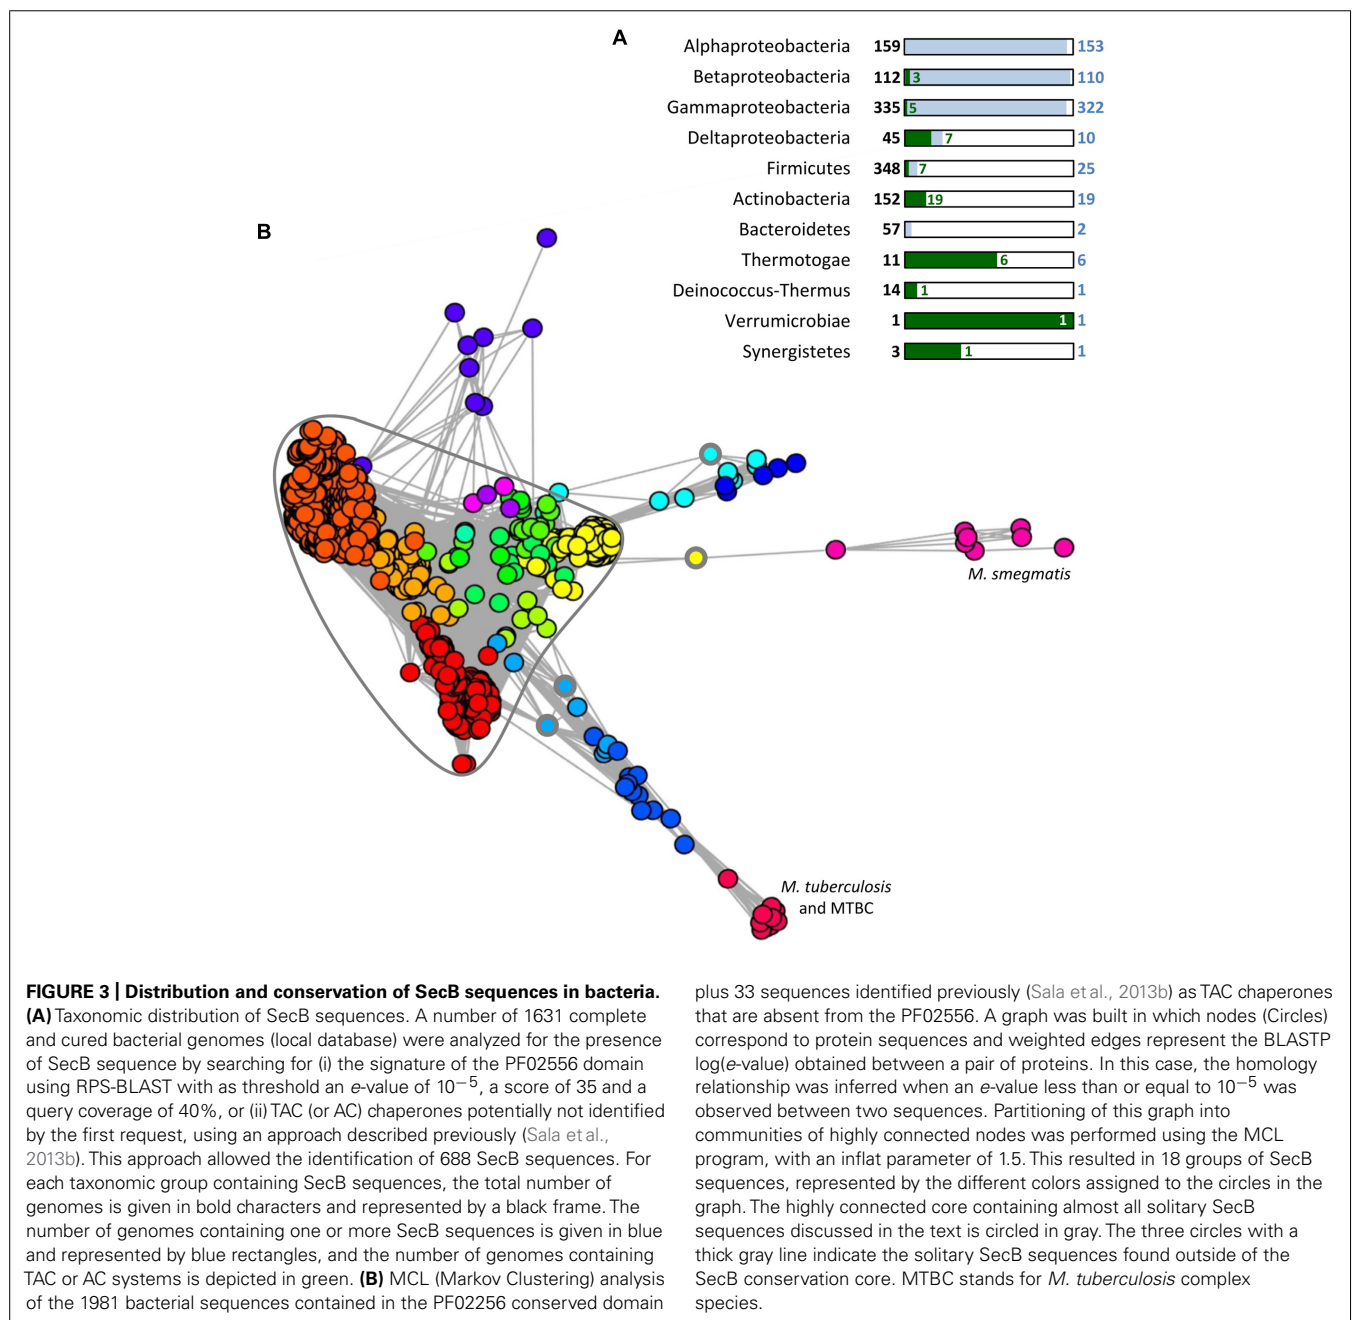 A
Alphaproteobacteria 159 153
Betaproteobacteria 112 3 110
Gammaproteobacteria 335 5 322
Deltaproteobacteria 45 7 10
Firmicutes 348 7 25
Actinobacteria 152 19 19
Bacteroidetes 57 2
Thermotogae 11 6 6
Deinococcus-Thermus 14 1 1
Verrumicrobiae 1 1 1
Synergistetes 3 1 1
B
M. smegmatis
M. tuberculosis
and MTBC
FIGURE 3 | Distribution and conservation of SecB sequences in bacteria.
(A) Taxonomic distribution of SecB sequences. A number of 1631 complete
and cured bacterial genomes (local database) were analyzed for the presence
of SecB sequence by searching for (i) the signature of the PF02556 domain
using RPS-BLAST with as threshold an e-value of 10−5, a score of 35 and a
query coverage of 40%, or (ii) TAC (or AC) chaperones potentially not identified
by the first request, using an approach described previously (Sala et al.,
2013b). This approach allowed the identification of 688 SecB sequences. For
each taxonomic group containing SecB sequences, the total number of
genomes is given in bold characters and represented by a black frame. The
number of genomes containing one or more SecB sequences is given in blue
and represented by blue rectangles, and the number of genomes containing
TAC or AC systems is depicted in green. (B) MCL (Markov Clustering) analysis
of the 1981 bacterial sequences contained in the PF02256 conserved domain
plus 33 sequences identified previously (Sala et al., 2013b) as TAC chaperones
that are absent from the PF02556. A graph was built in which nodes (Circles)
correspond to protein sequences and weighted edges represent the BLASTP
log(e-value) obtained between a pair of proteins. In this case, the homology
relationship was inferred when an e-value less than or equal to 10−5 was
observed between two sequences. Partitioning of this graph into
communities of highly connected nodes was performed using the MCL
program, with an inflat parameter of 1.5. This resulted in 18 groups of SecB
sequences, represented by the different colors assigned to the circles in the
graph. The highly connected core containing almost all solitary SecB
sequences discussed in the text is circled in gray. The three circles with a
thick gray line indicate the solitary SecB sequences found outside of the
SecB conservation core. MTBC stands for M. tuberculosis complex
species.